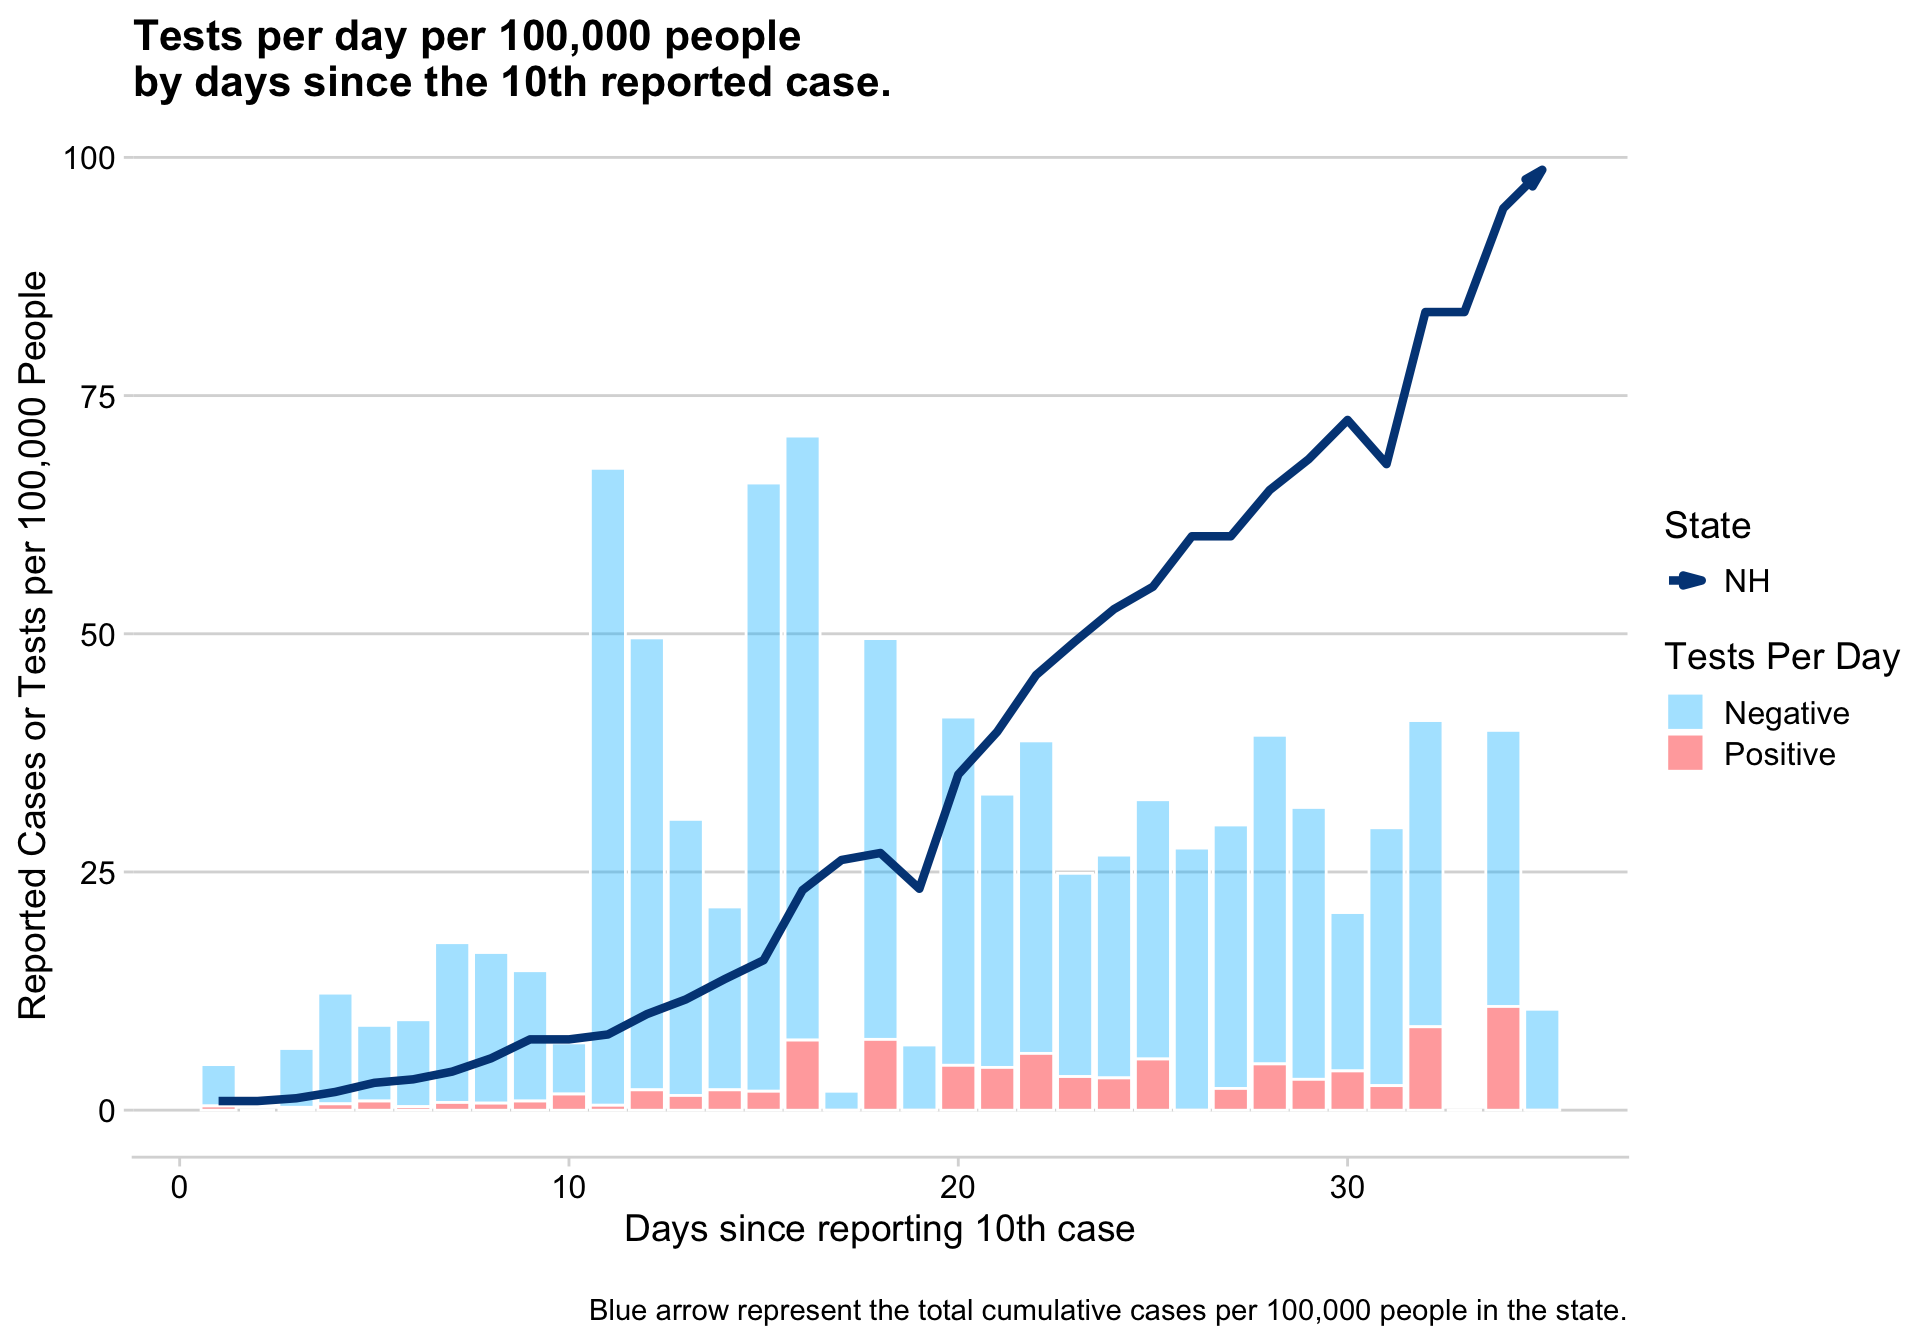 Tests per day per 100,000 people
by days since the 10th reported case.
Reported Cases or Tests per 100,000 People
100
75
50
25
0
0
10
20
30
Days since reporting 10th case
State
NH
Tests Per Day
Negative
Positive
Blue arrow represent the total cumulative cases per 100,000 people in the state.